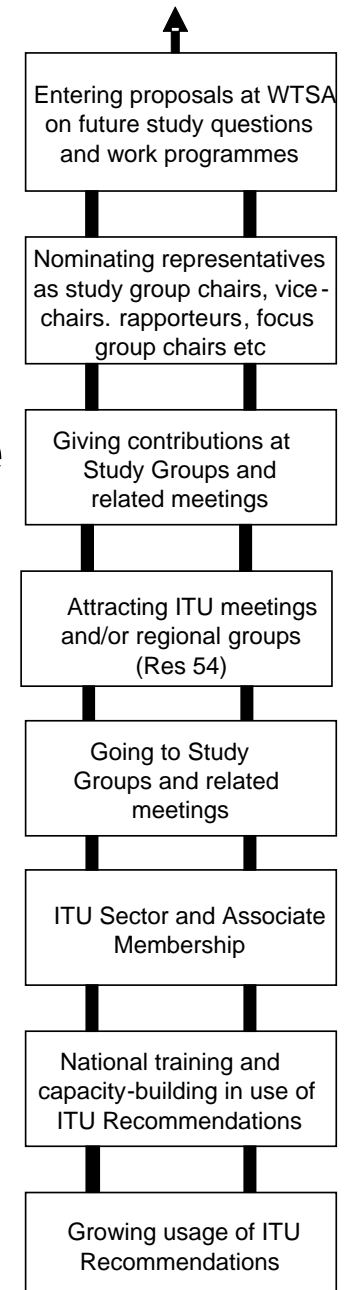 Entering proposals at WTSA
on future study questions
and work programmes
Nominating representatives
as study group chairs, vice-
chairs. rapporteurs, focus
group chairs etc
e
Giving contributions at
Study Groups and
related meetings
Attracting ITU meetings
and/or regional groups
(Res 54)
Going to Study
Groups and related
meetings
ITU Sector and Associate
Membership
National training and
capacity-building in use of
ITU Recommendations
Growing usage of ITU
Recommendations